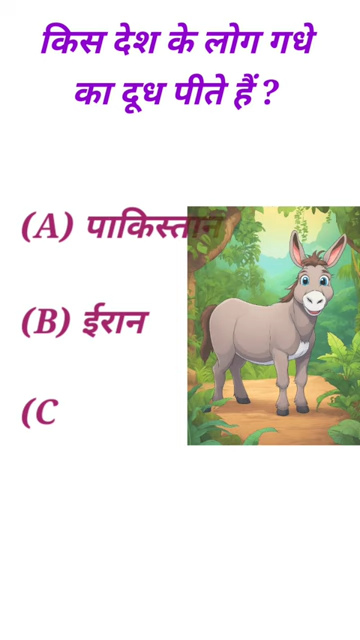 किस देश के लोग गधे
का दूध पीते हैं ?
(A) पाकिस्तान
(B) ईरान
(C